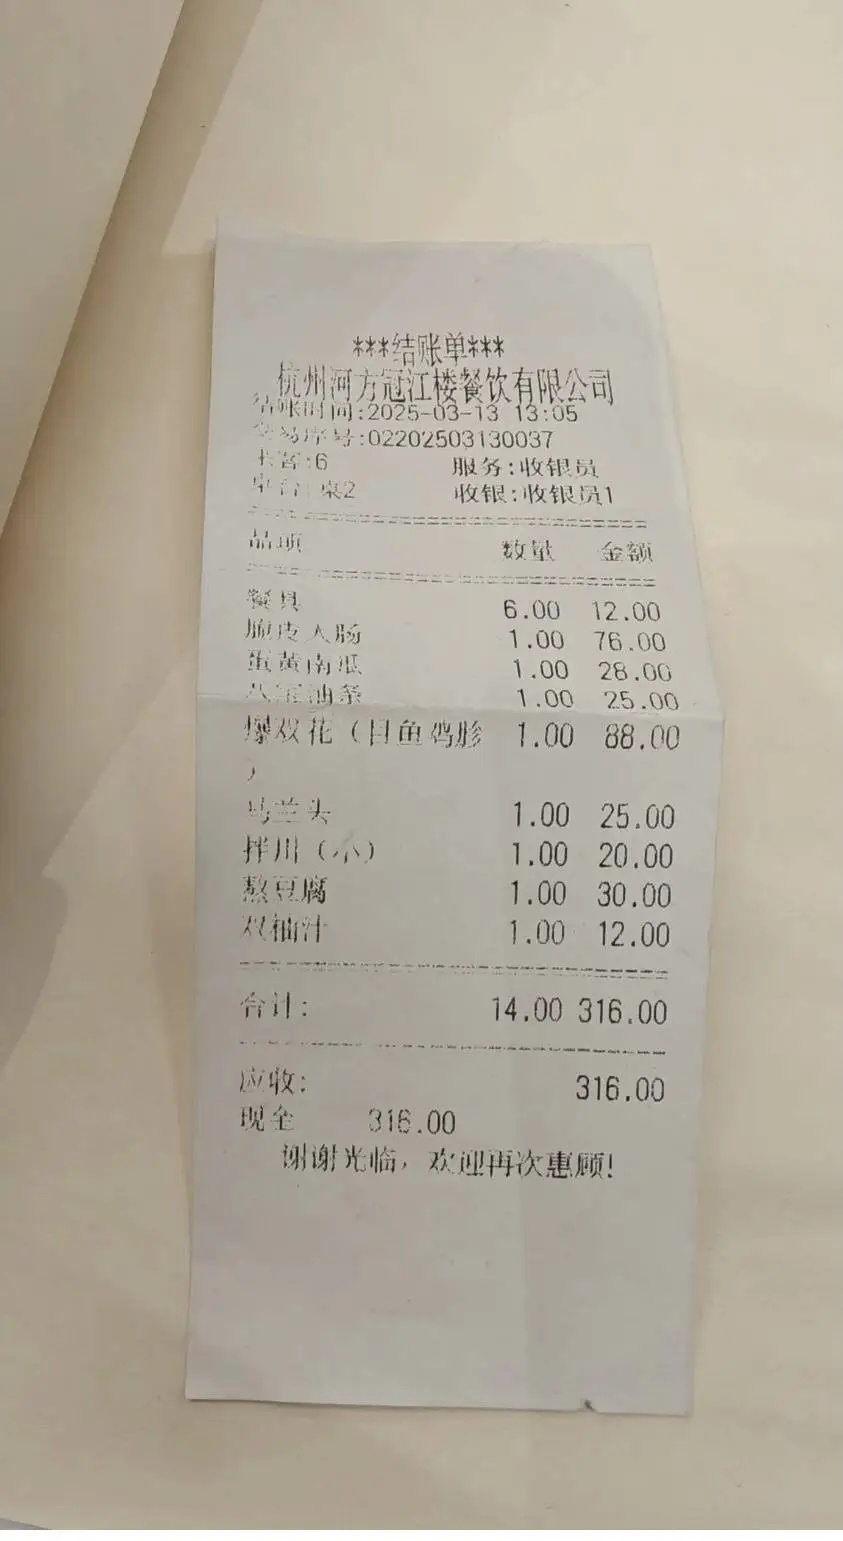 ***结账单***
杭州河方冠江楼餐饮有限公司
结账时间:2025-03-13 13:05
交易序号:02202503130037
来客:6 服务:收银员
桌2 收银:收银员1
品项 数量 金额
餐具 6.00 12.00
脆皮大肠 1.00 76.00
蛋黄南瓜 1.00 28.00
油条 1.00 25.00
爆双花（目鱼鸡胗 1.00 88.00
）
马兰头 1.00 25.00
拌川（小） 1.00 20.00
熬豆腐 1.00 30.00
双柚汁 1.00 12.00
合计: 14.00 316.00
应收: 316.00
现金 316.00
谢谢光临，欢迎再次惠顾!